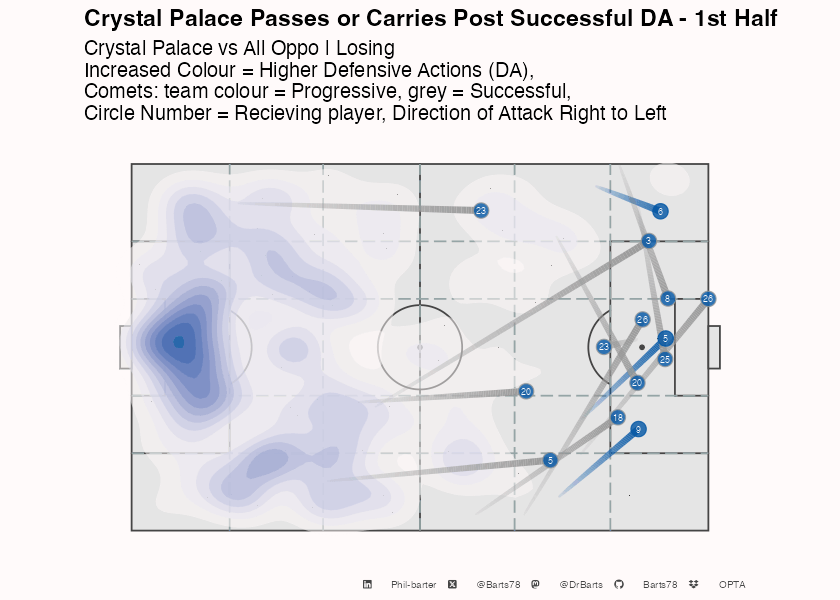 Crystal Palace Passes or Carries Post Successful DA - 1st Half
Crystal Palace vs All Oppo | Losing
Increased Colour = Higher Defensive Actions (DA),
Comets: team colour = Progressive, grey = Successful,
Circle Number = Recieving player, Direction of Attack Right to Left
23
6
3
8
26
26
5
23
25
20
20
18
9
5
Phil-barter @Barts78 @DrBarts Barts78 OPTA